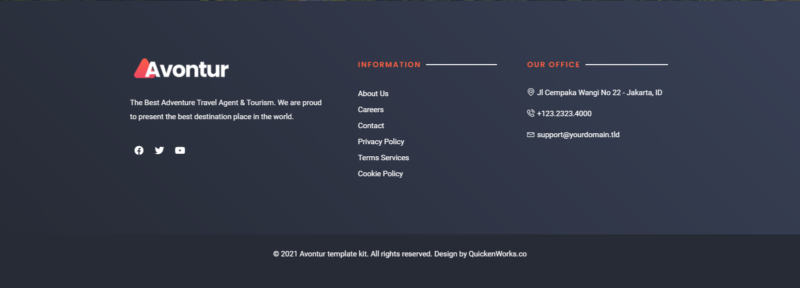 Avontur
The Best Adventure Travel Agent & Tourism. We are proud
to present the best destination place in the world.
INFORMATION
About Us
Careers
Contact
Privacy Policy
Terms Services
Cookie Policy
OUR OFFICE
Jl Cempaka Wangi No 22 - Jakarta, ID
+123.2323.4000
support@yourdomain.tld
© 2021 Avontur template kit. All rights reserved. Design by QuickenWorks.co